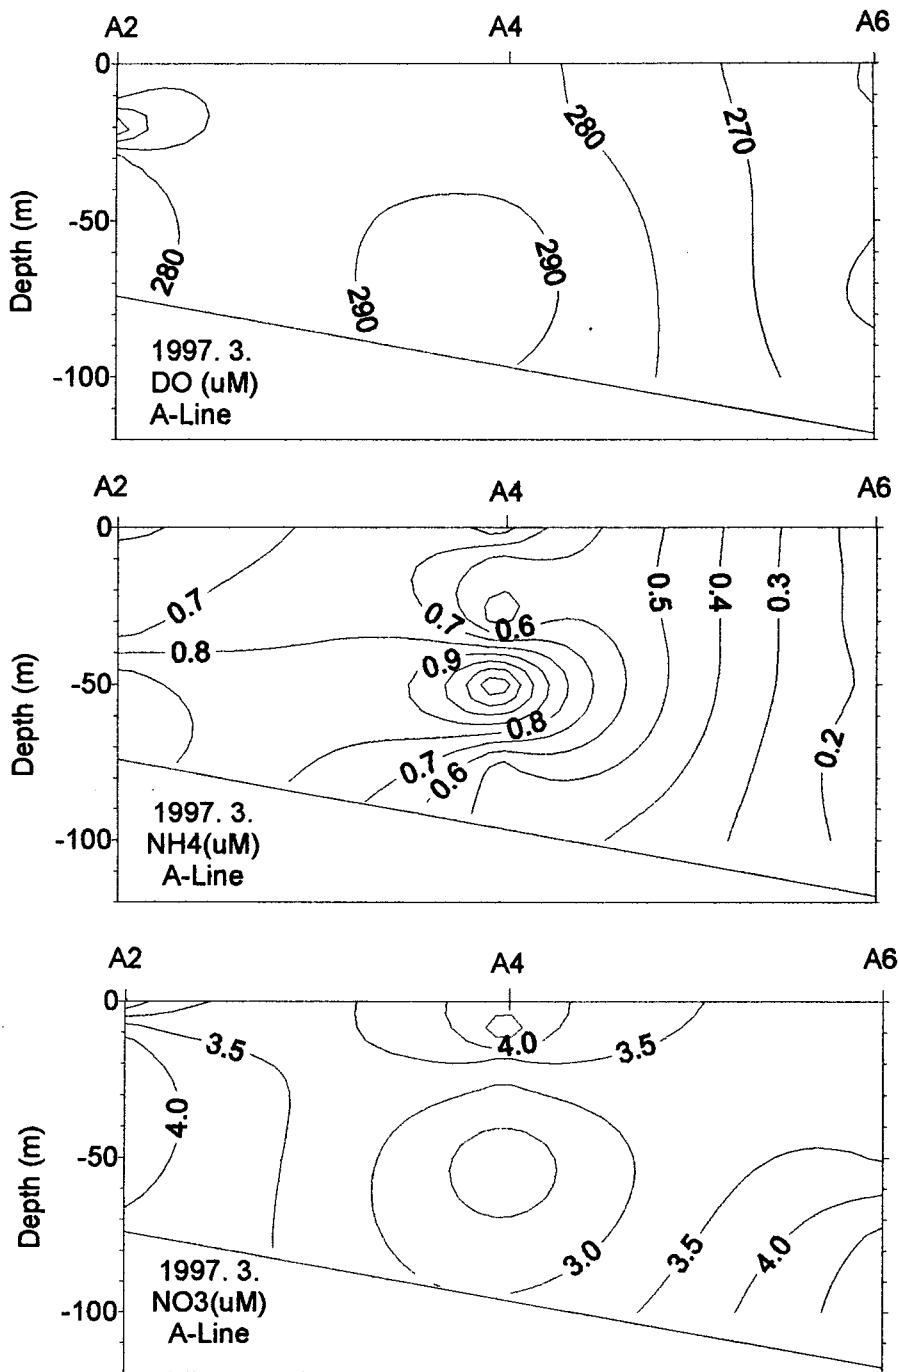 A2 A4 A6
0
280
270
-50
Depth (m)
290
280
290
1997. 3.
DO (uM)
-100
A-Line
A2 A4 A6
0
0.5 0.4 0.3
0.7
0.7 0.6
0.8
0.9
-50
Depth (m)
0.8
0.2
0.7
0.6
1997. 3.
-100
NH4(uM)
A-Line
A2 A4 A6
0
3.5 4.0 3.5
4.0
-50
Depth (m)
3.0 3.5 4.0
1997. 3.
NO3(uM)
-100
A-Line